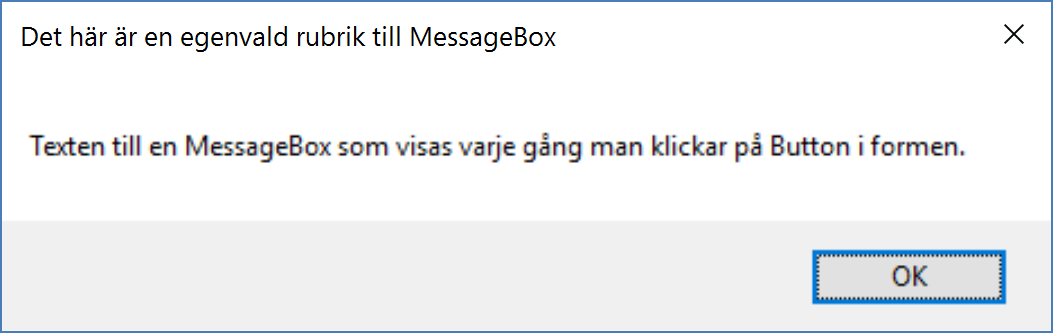 Det här är en egenvald rubrik till MessageBox
Texten till en MessageBox som visas varje gång man klickar på Button i formen.
OK